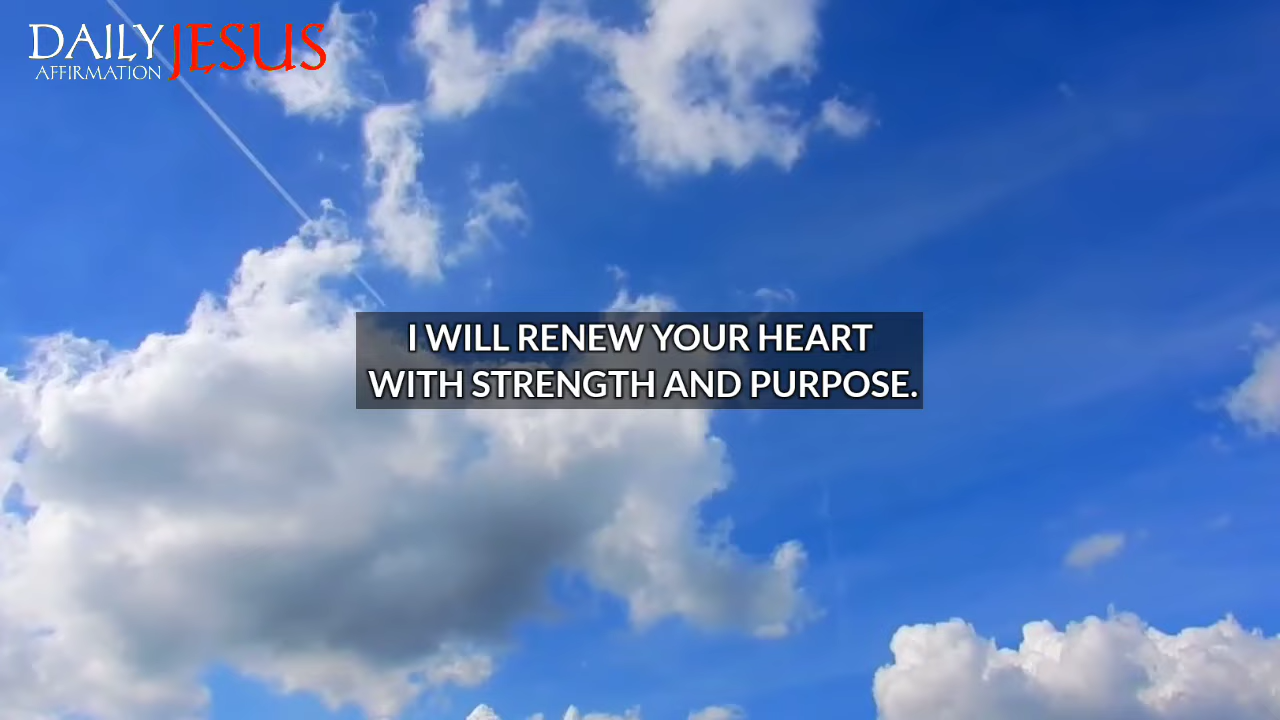 DAILY JESUS
AFFIRMATION
I WILL RENEW YOUR HEART
WITH STRENGTH AND PURPOSE.